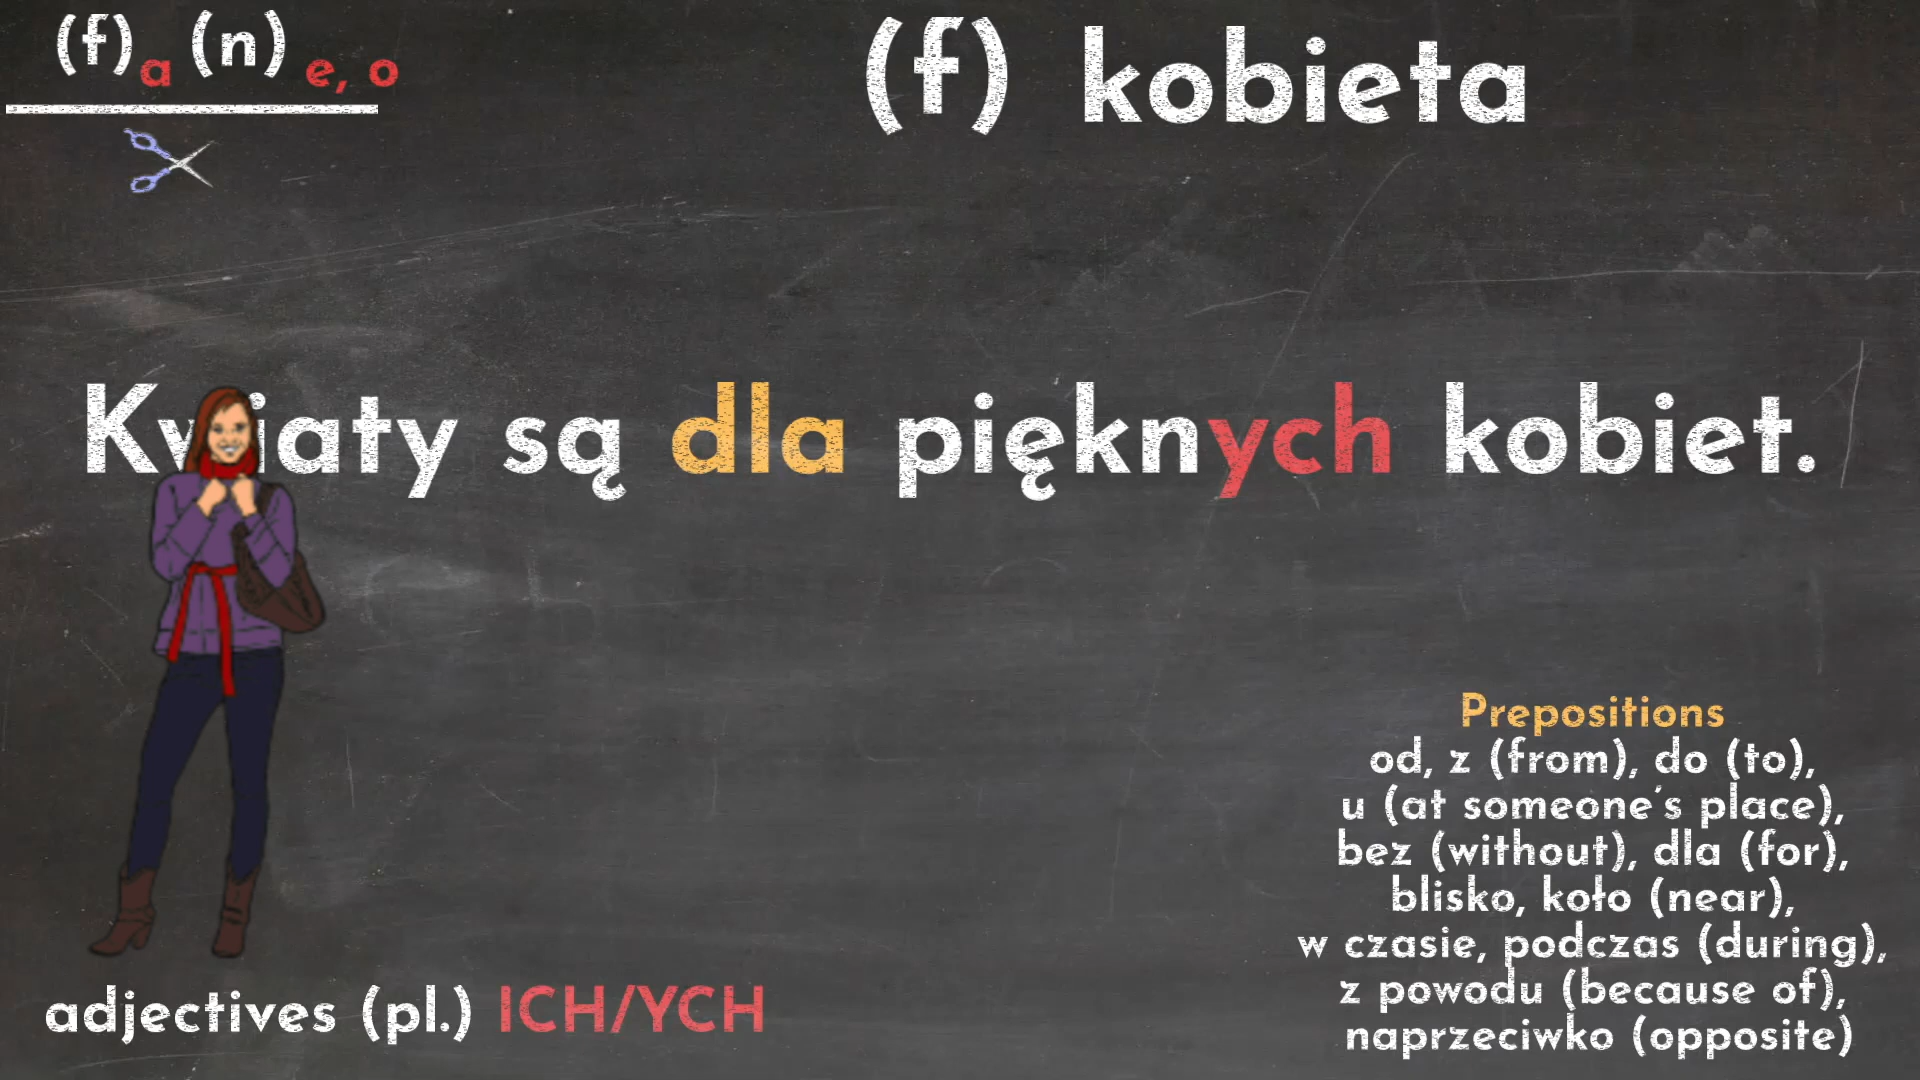 (f) a (n) e, o
(f) kobieta
Kwiaty są dla pięknych kobiet.
Prepositions
od, z (from), do (to),
u (at someone's place),
bez (without), dla (for),
blisko, koło (near),
w czasie, podczas (during),
z powodu (because of),
naprzeciwko (opposite)
adjectives (pl.) ICH/YCH